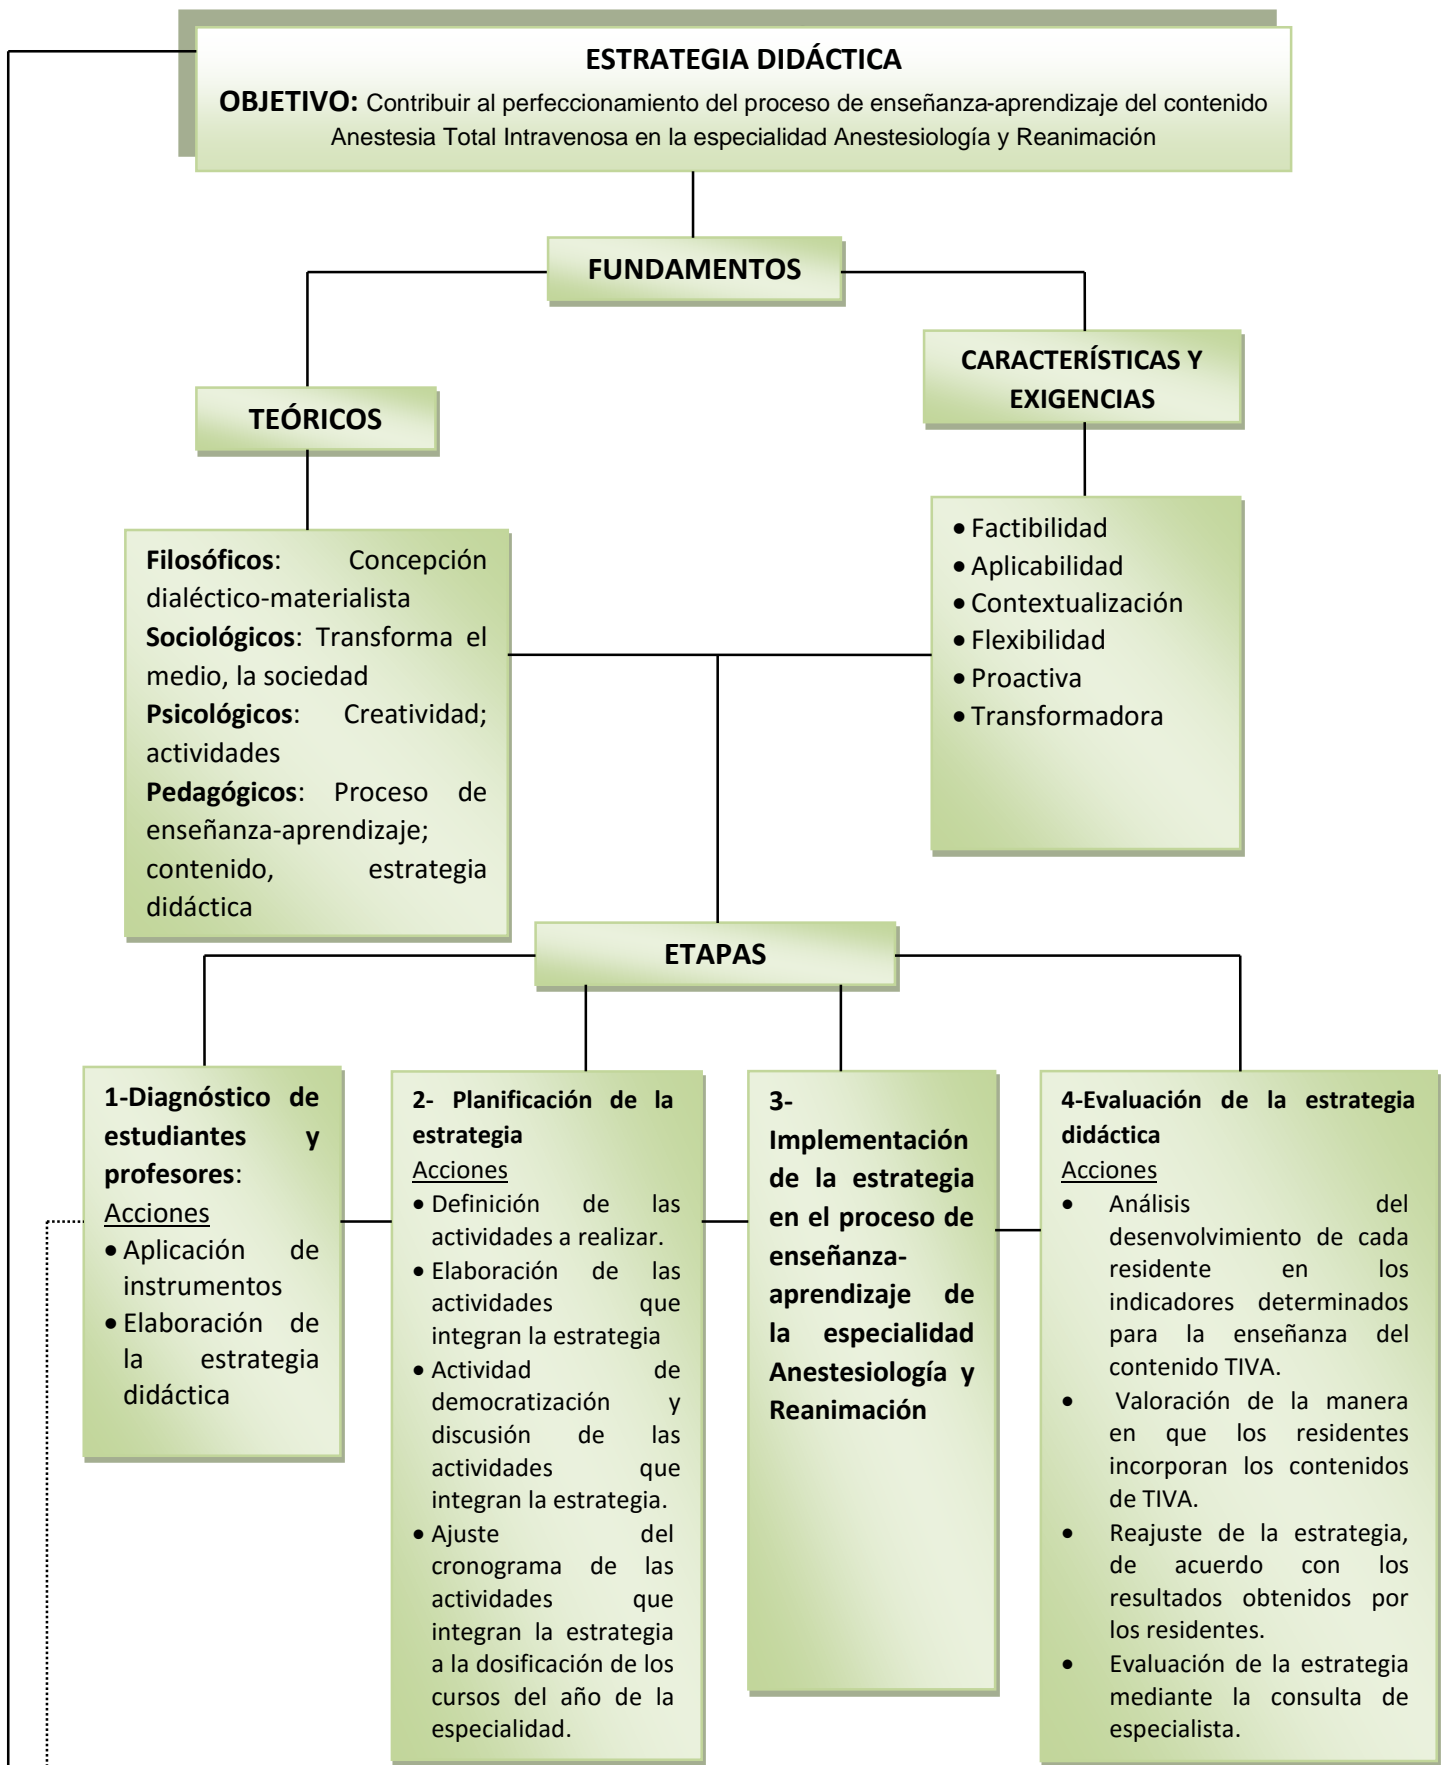 ESTRATEGIA DIDÁCTICA
OBJETIVO: Contribuir al perfeccionamiento del proceso de enseñanza-aprendizaje del contenido
Anestesia Total Intravenosa en la especialidad Anestesiología y Reanimación
FUNDAMENTOS
TEÓRICOS
CARACTERÍSTICAS Y
EXIGENCIAS
Filosóficos: Concepción
dialéctico-materialista
Sociológicos: Transforma el
medio, la sociedad
Psicológicos: Creatividad;
actividades
Pedagógicos: Proceso de
enseñanza-aprendizaje;
contenido, estrategia
didáctica
• Factibilidad
• Aplicabilidad
• Contextualización
• Flexibilidad
• Proactiva
• Transformadora
ETAPAS
1-Diagnóstico de
estudiantes y
profesores:
Acciones
• Aplicación de
instrumentos
• Elaboración de
la estrategia
didáctica
2- Planificación de la
estrategia
Acciones
• Definición de las
actividades a realizar.
• Elaboración de las
actividades que
integran la estrategia
• Actividad de
democratización y
discusión de las
actividades que
integran la estrategia.
• Ajuste del
cronograma de las
actividades que
integran la estrategia
a la dosificación de los
cursos del año de la
especialidad.
3-
Implementación
de la estrategia
en el proceso de
enseñanza-
aprendizaje de
la especialidad
Anestesiología y
Reanimación
4-Evaluación de la estrategia
didáctica
Acciones
• Análisis del
desenvolvimiento de cada
residente en los
indicadores determinados
para la enseñanza del
contenido TIVA.
• Valoración de la manera
en que los residentes
incorporan los contenidos
de TIVA.
• Reajuste de la estrategia,
de acuerdo con los
resultados obtenidos por
los residentes.
• Evaluación de la estrategia
mediante la consulta de
especialista.